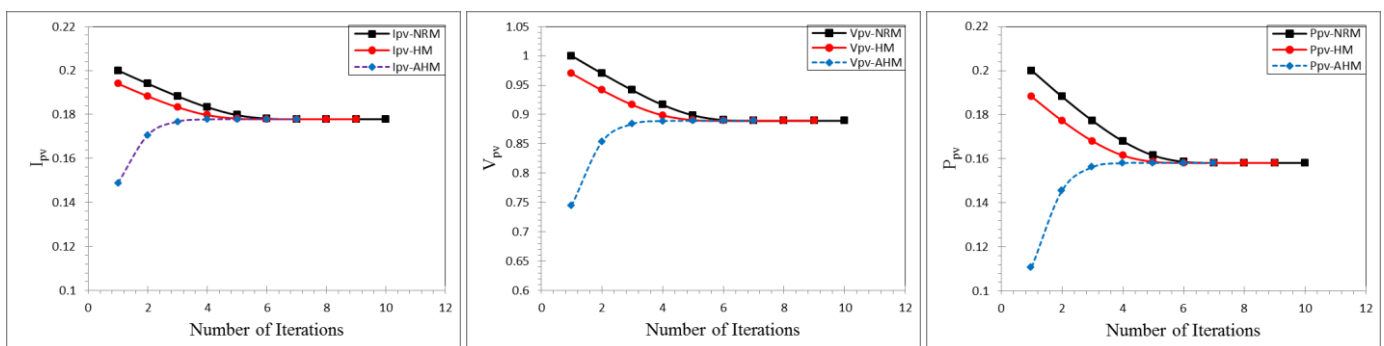 0.22
0.2
0.18
0.16
0.14
0.12
0.1
0 2 4 6 8 10 12
I_pv
Number of Iterations
Ipv-NRM
Ipv-HM
Ipv-AHM
1.05
1
0.95
0.9
0.85
0.8
0.75
0.7
0.65
0.6
0 2 4 6 8 10 12
V_pv
Number of Iterations
Vpv-NRM
Vpv-HM
Vpv-AHM
0.22
0.2
0.18
0.16
0.14
0.12
0.1
0 2 4 6 8 10 12
P_pv
Number of Iterations
Ppv-NRM
Ppv-HM
Ppv-AHM